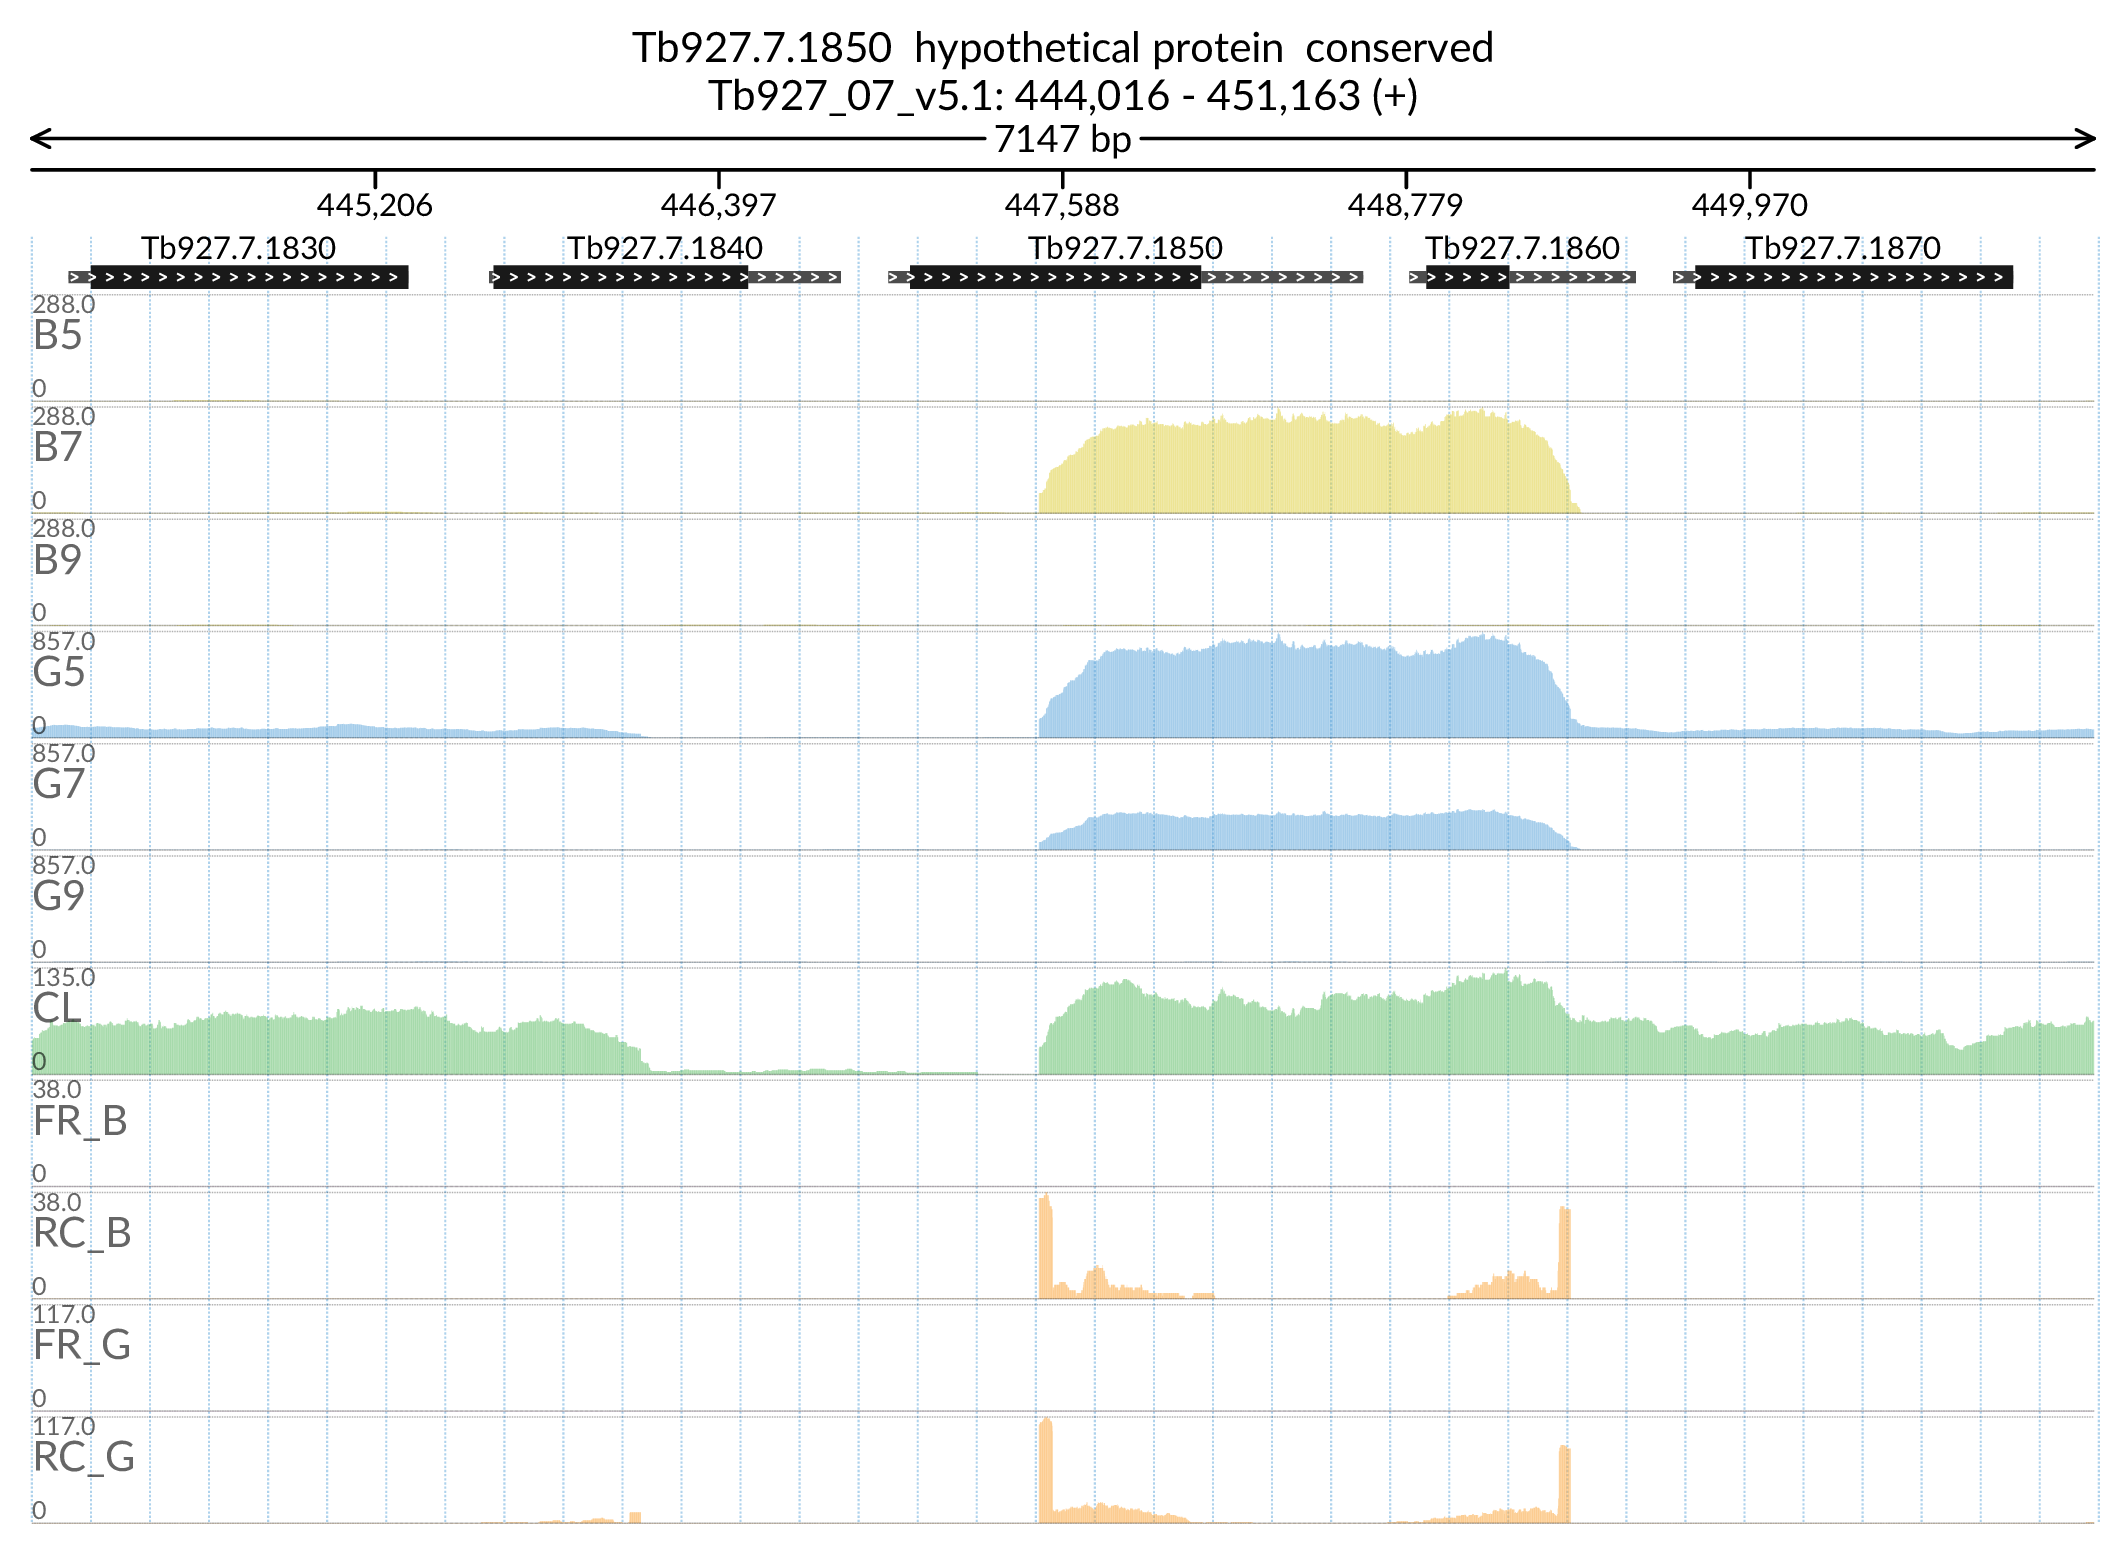 Tb927.7.1850 hypothetical protein conserved
Tb927_07_v5.1: 444,016 - 451,163 (+)
7147 bp
445,206 446,397 447,588 448,779 449,970
Tb927.7.1830 Tb927.7.1840 Tb927.7.1850 Tb927.7.1860 Tb927.7.1870
288.0
B5
0
288.0
B7
0
288.0
B9
0
857.0
G5
0
857.0
G7
0
857.0
G9
0
135.0
CL
0
38.0
FR_B
0
38.0
RC_B
0
117.0
FR_G
0
117.0
RC_G
0